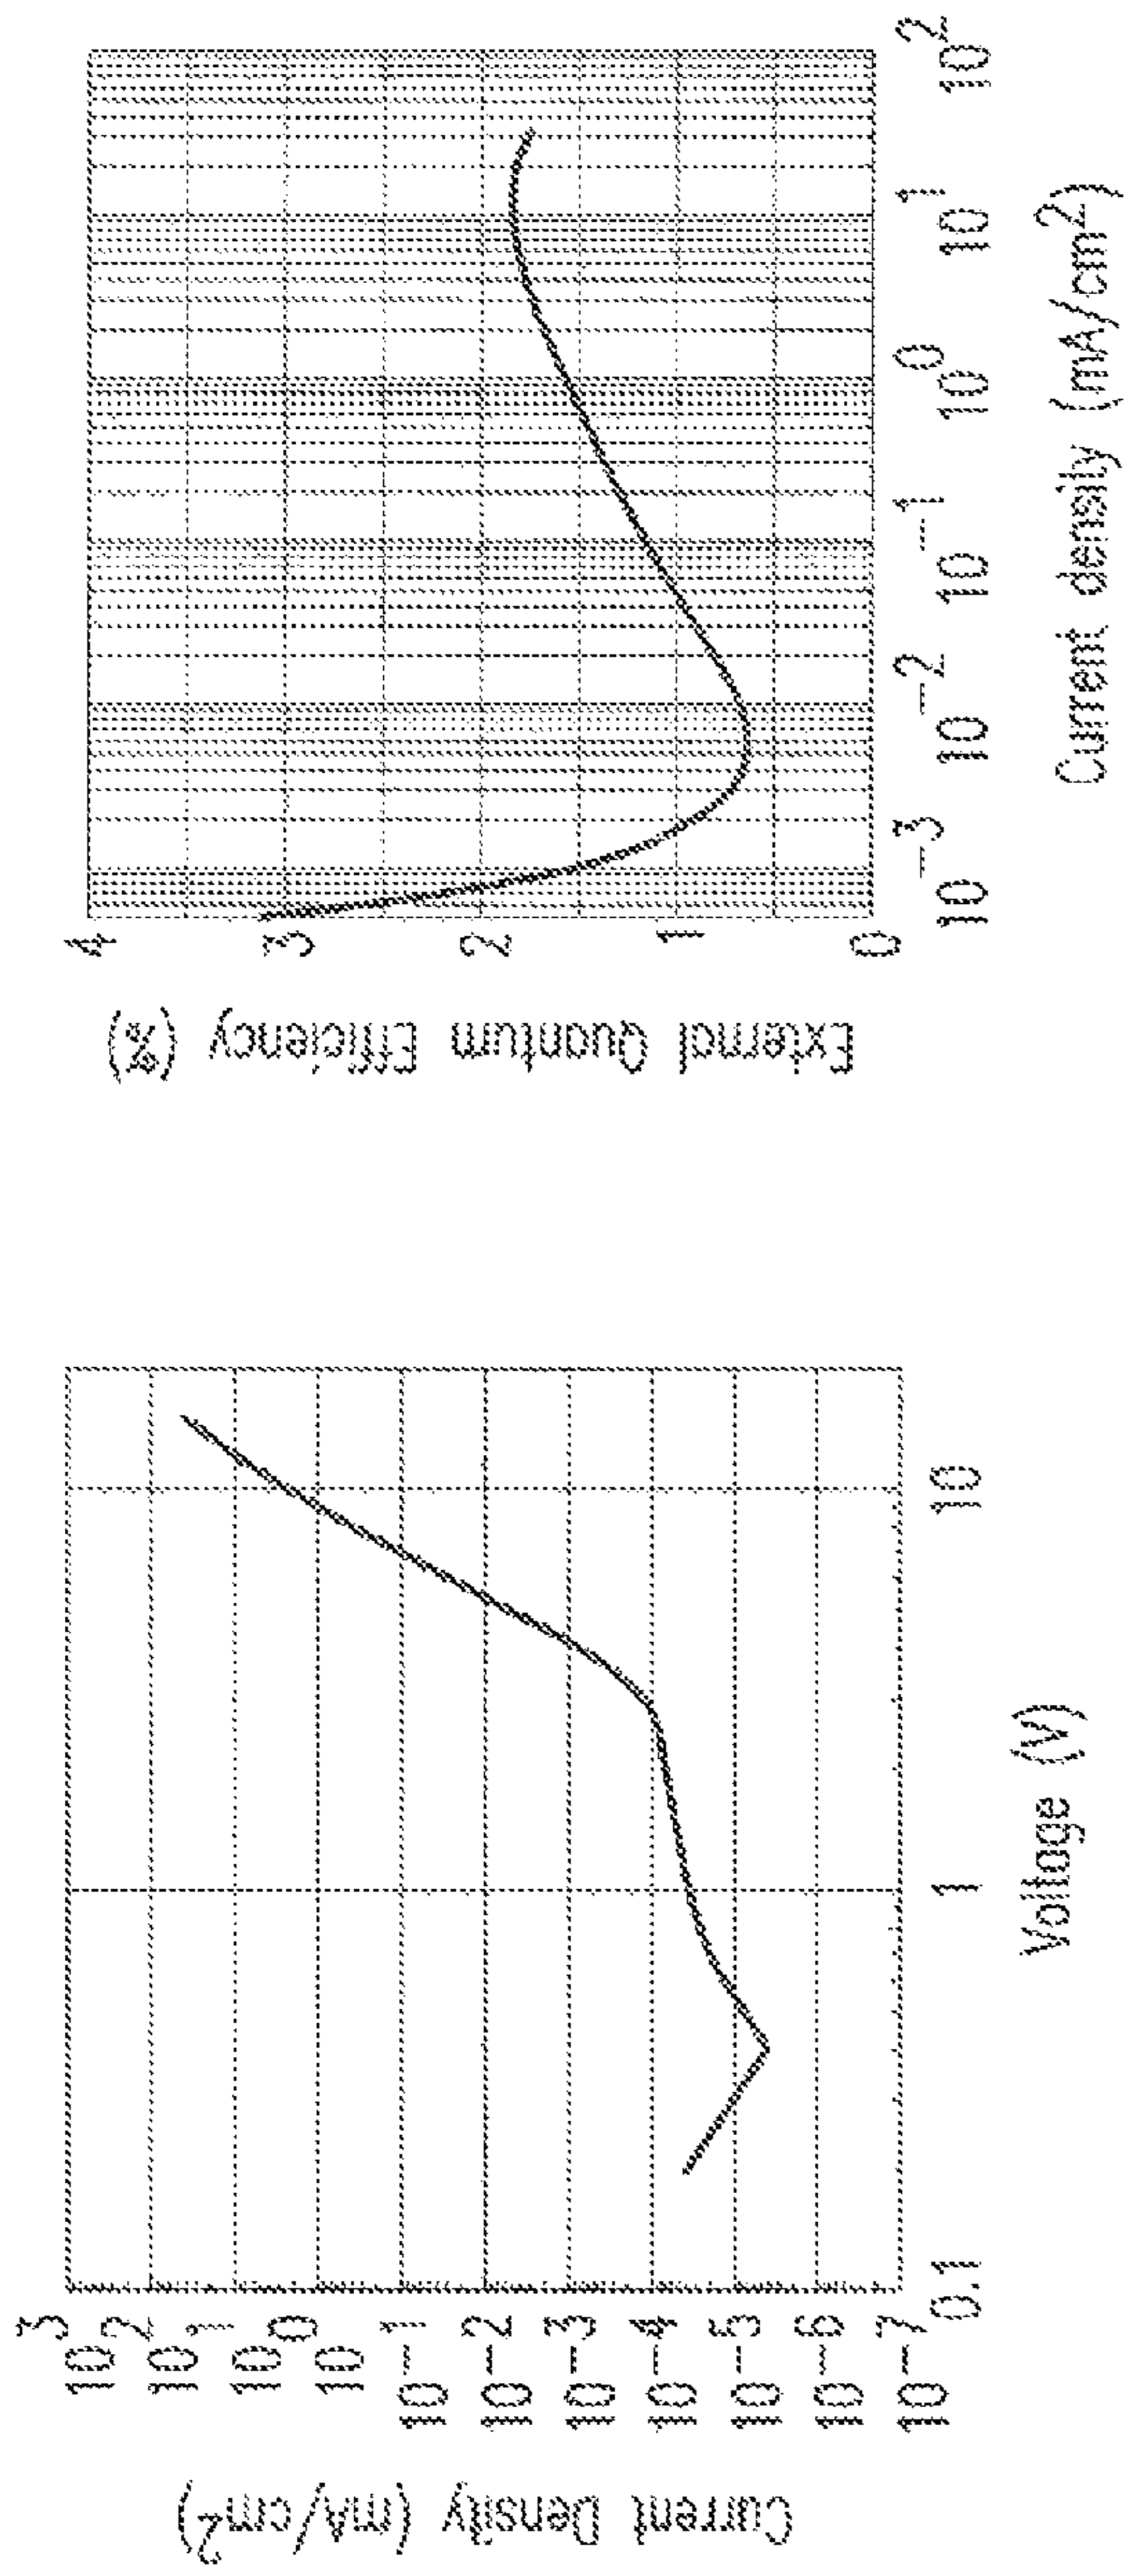 Current Density (mA/cm²)
10³
10²
10¹
10⁰
10⁻¹
10⁻²
10⁻³
10⁻⁴
10⁻⁵
10⁻⁶
10⁻⁷
0.1 1 10
Voltage (V)
External Quantum Efficiency (%)
4
3
2
1
0
10⁻³ 10⁻² 10⁻¹ 10⁰ 10¹ 10²
Current density (mA/cm²)